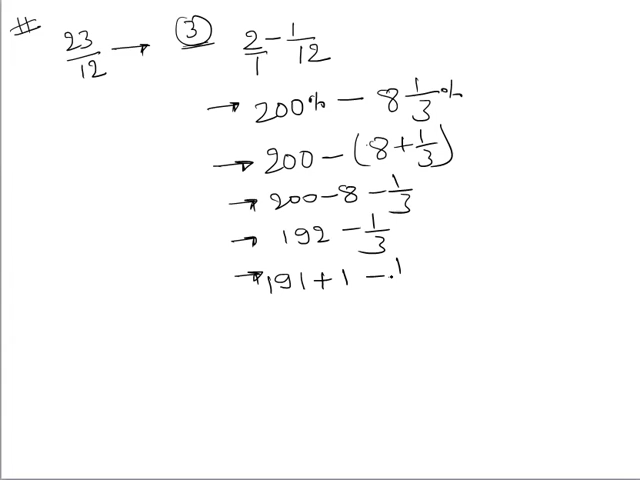 # 23/12 → ③ 2/1 - 1/12
→ 200% - 8 1/3 %
→ 200 - (8 + 1/3)
→ 200 - 8 - 1/3
→ 192 - 1/3
→ 191 + 1 - 1